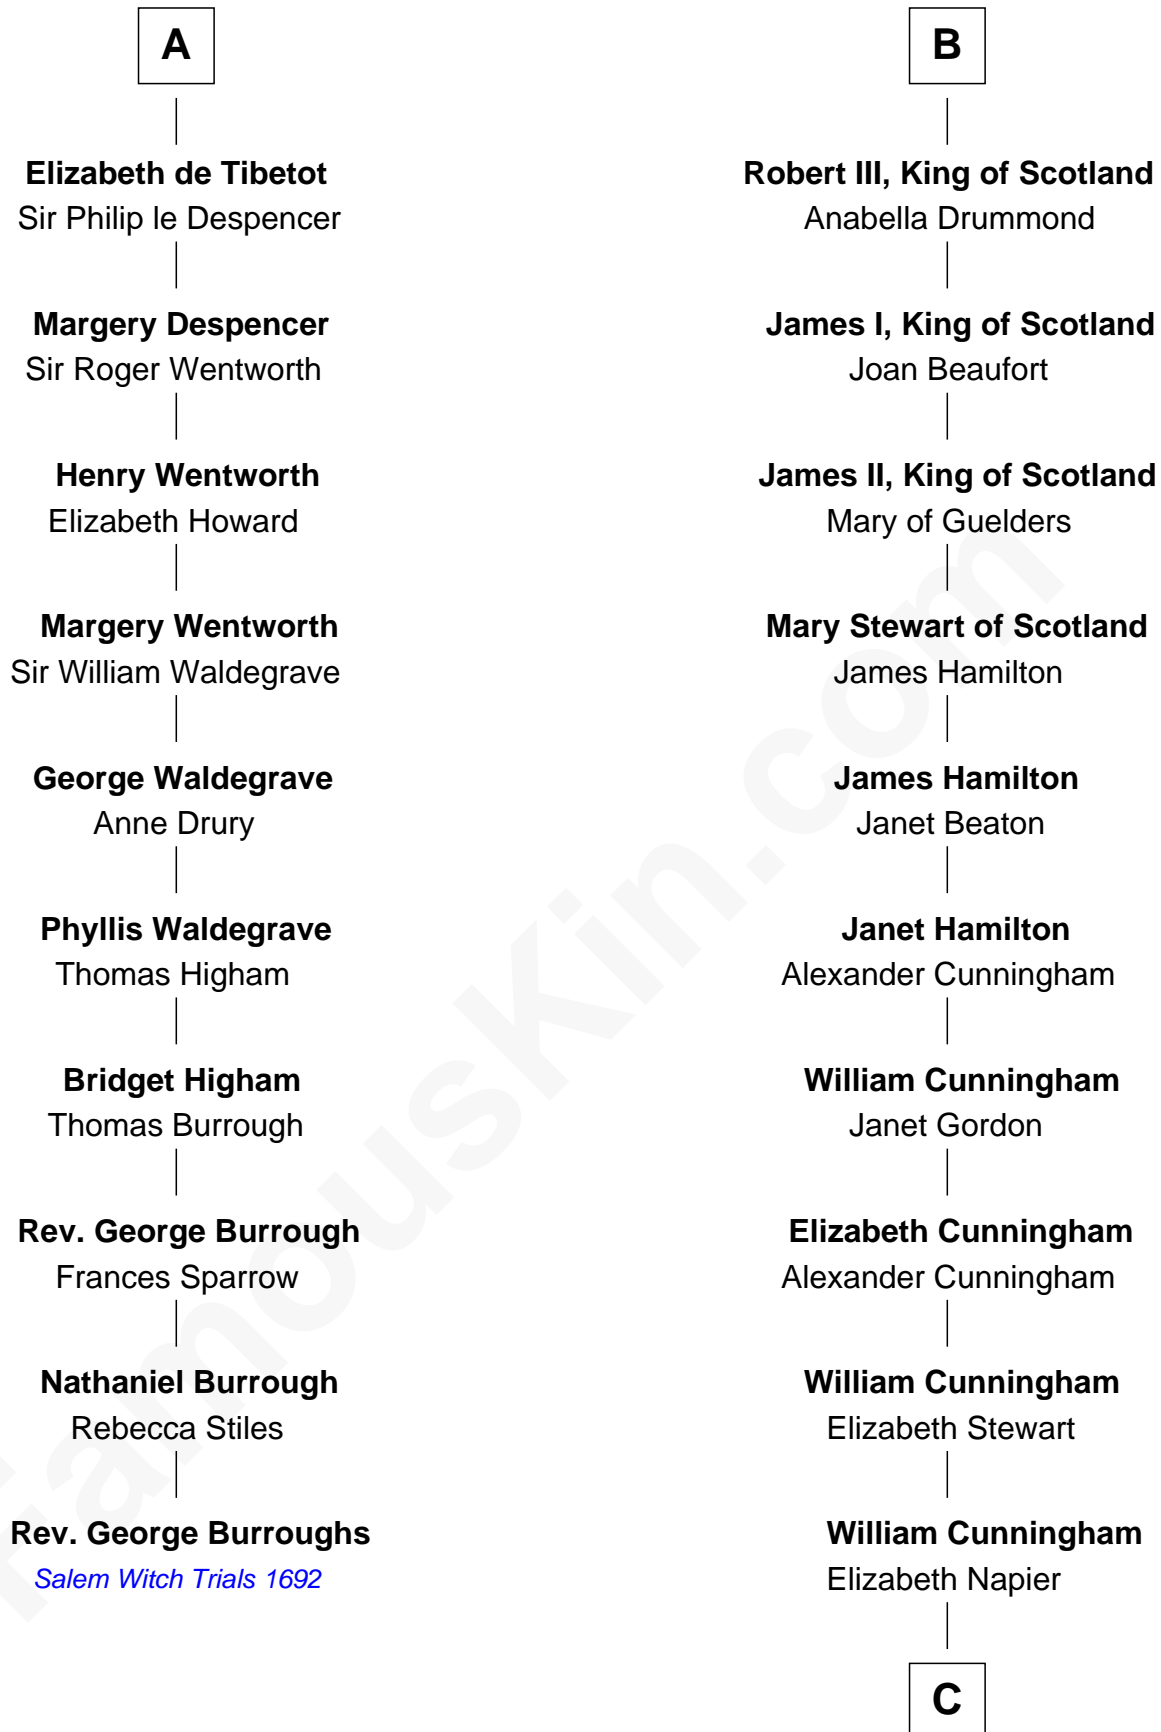 A
Elizabeth de Tibetot
Sir Philip le Despencer
Margery Despencer
Sir Roger Wentworth
Henry Wentworth
Elizabeth Howard
Margery Wentworth
Sir William Waldegrave
George Waldegrave
Anne Drury
Phyllis Waldegrave
Thomas Higham
Bridget Higham
Thomas Burrough
Rev. George Burrough
Frances Sparrow
Nathaniel Burrough
Rebecca Stiles
Rev. George Burroughs
Salem Witch Trials 1692
B
Robert III, King of Scotland
Anabella Drummond
James I, King of Scotland
Joan Beaufort
James II, King of Scotland
Mary of Guelders
Mary Stewart of Scotland
James Hamilton
James Hamilton
Janet Beaton
Janet Hamilton
Alexander Cunningham
William Cunningham
Janet Gordon
Elizabeth Cunningham
Alexander Cunningham
William Cunningham
Elizabeth Stewart
William Cunningham
Elizabeth Napier
C
FamousKin.com